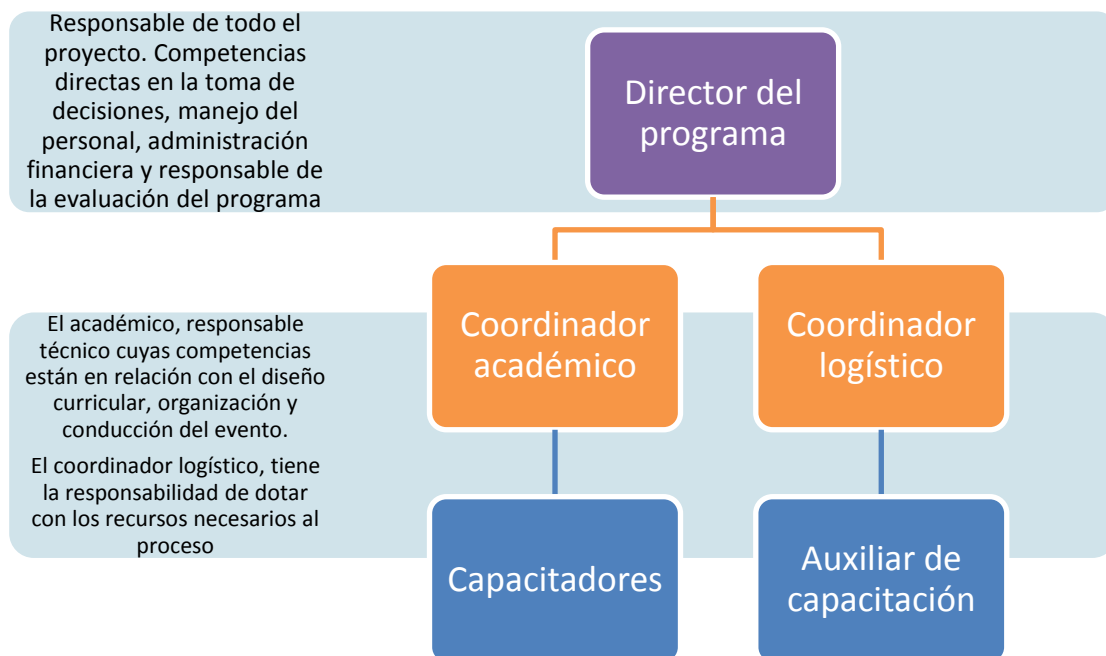 Responsable de todo el
proyecto. Competencias
directas en la toma de
decisiones, manejo del
personal, administración
financiera y responsable de
la evaluación del programa
Director del
programa
Coordinador
académico
Coordinador
logístico
El académico, responsable
técnico cuyas competencias
están en relación con el diseño
curricular, organización y
conducción del evento.
El coordinador logístico, tiene
la responsabilidad de dotar
con los recursos necesarios al
proceso
Capacitadores
Auxiliar de
capacitación